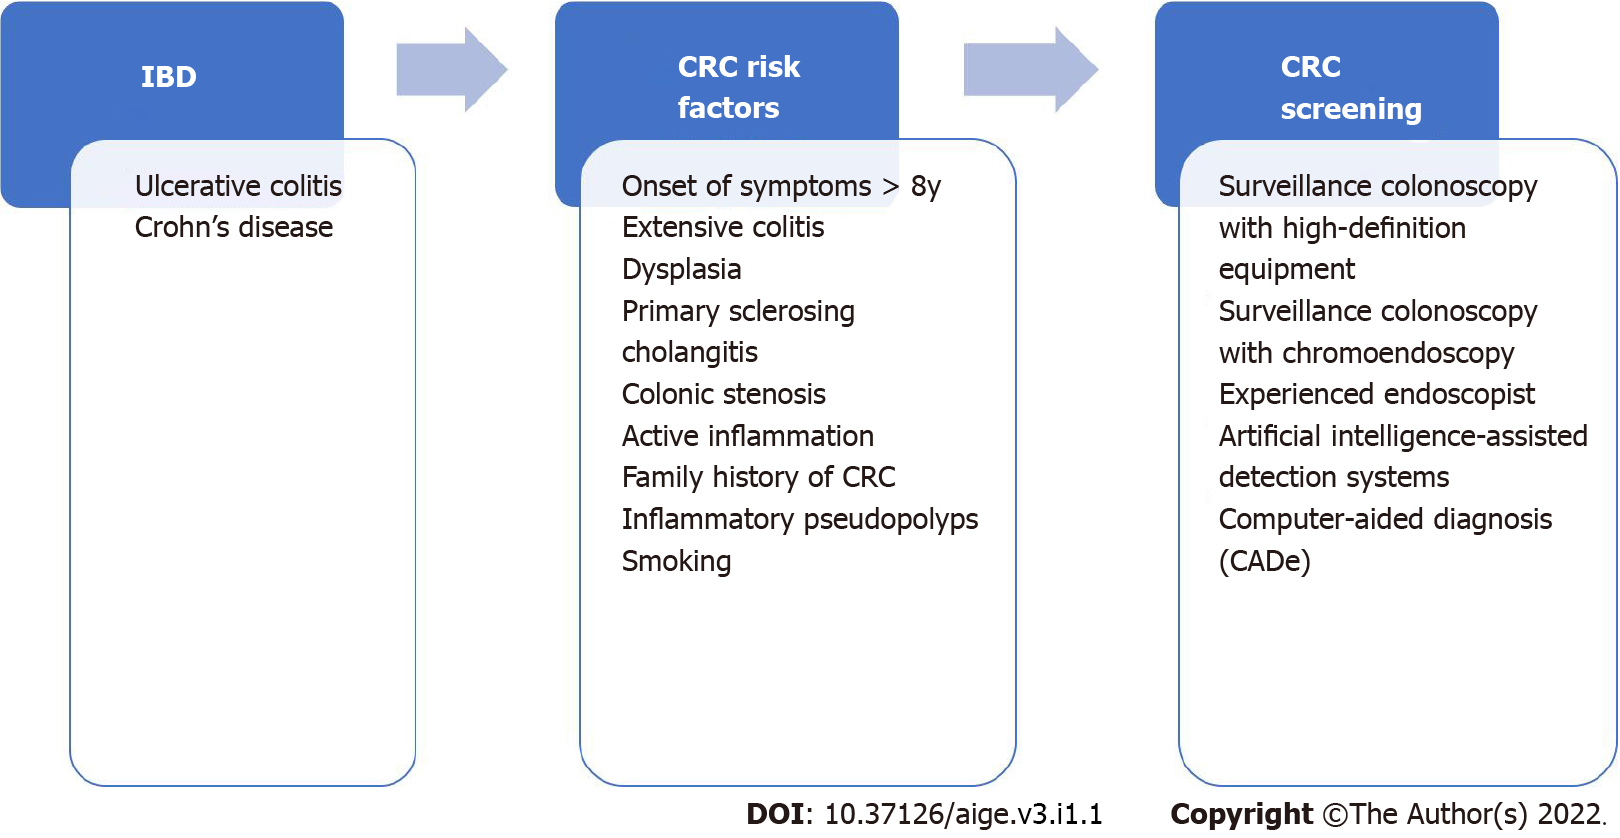 IBD
Ulcerative colitis
Crohn’s disease
CRC risk
factors
Onset of symptoms > 8y
Extensive colitis
Dysplasia
Primary sclerosing
cholangitis
Colonic stenosis
Active inflammation
Family history of CRC
Inflammatory pseudopolyps
Smoking
CRC
screening
Surveillance colonoscopy
with high-definition
equipment
Surveillance colonoscopy
with chromoendoscopy
Experienced endoscopist
Artificial intelligence-assisted
detection systems
Computer-aided diagnosis
(CADe)
DOI: 10.37126/aige.v3.i1.1 Copyright ©The Author(s) 2022.